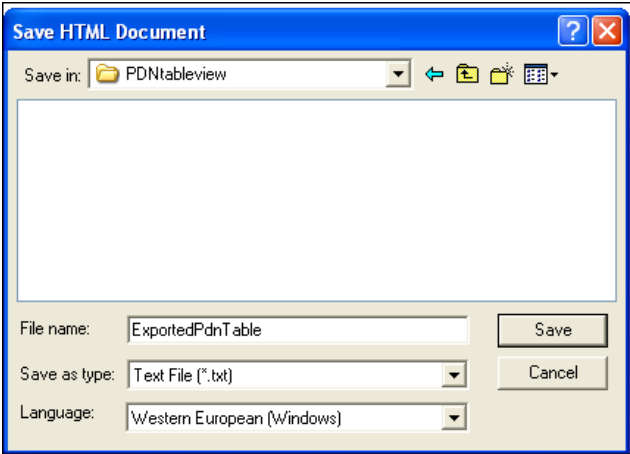 Save HTML Document
Save in: PDNtableview
File name: ExportedPdnTable Save
Save as type: Text File (*.txt) Cancel
Language: Western European (Windows)